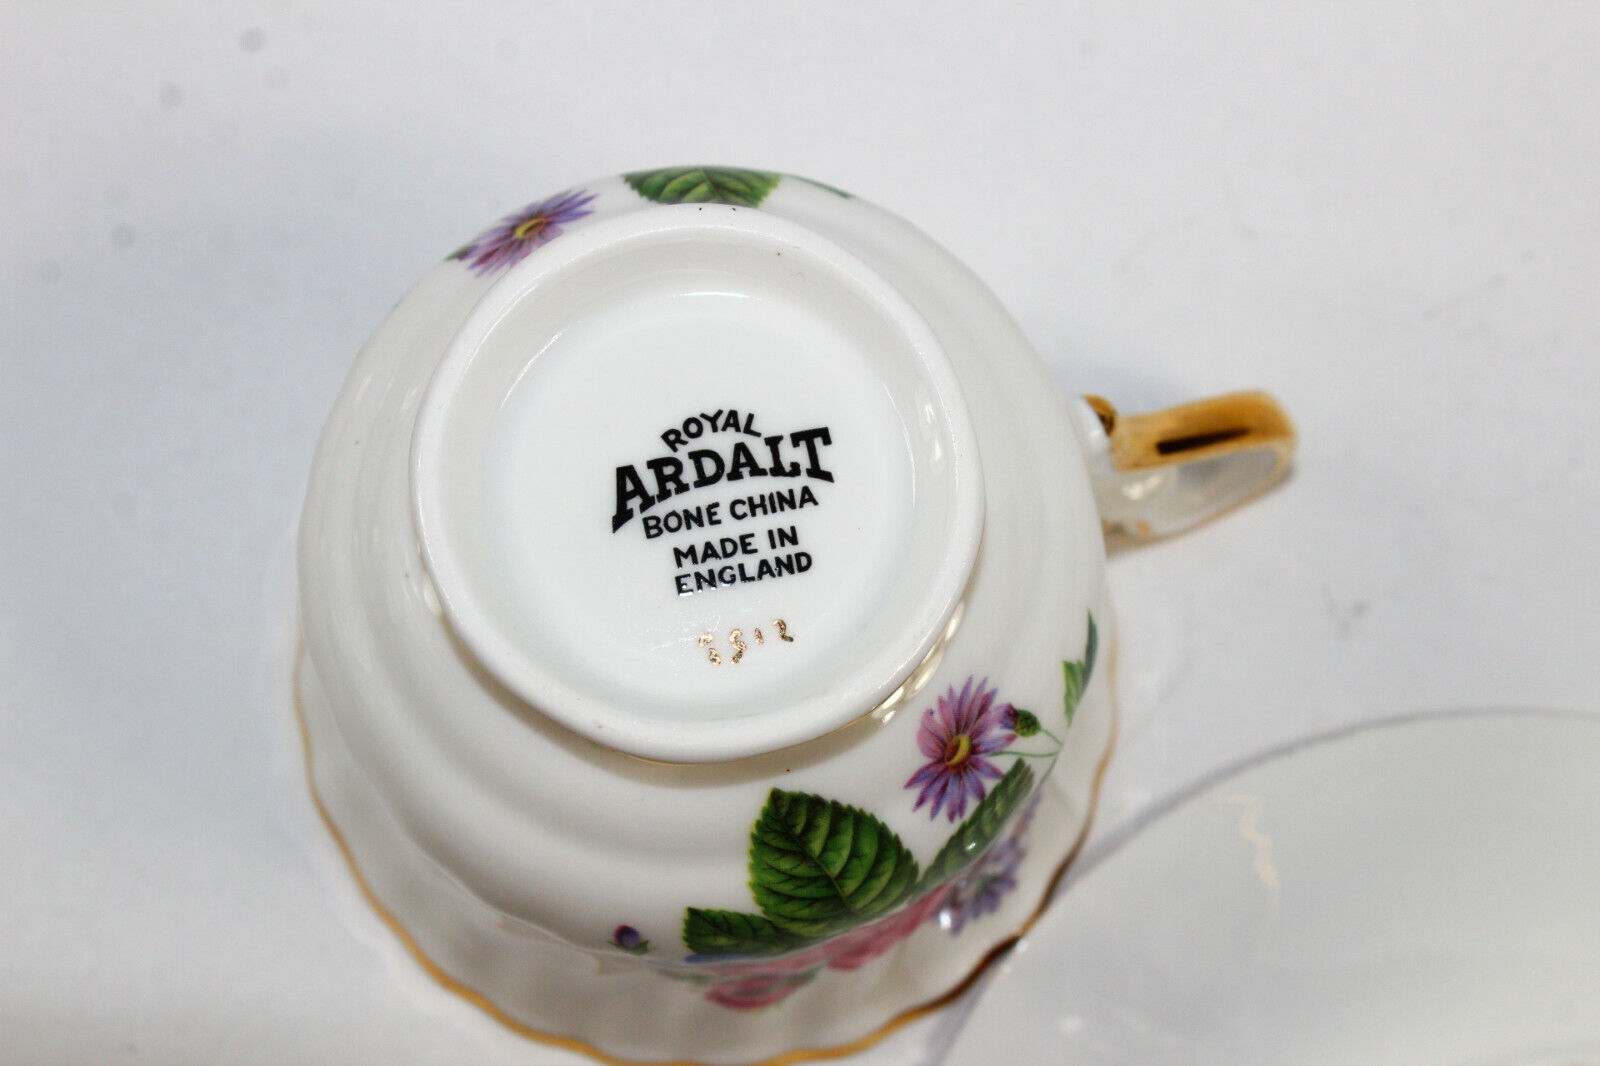 ROYAL
ARDALT
BONE CHINA
MADE IN
ENGLAND